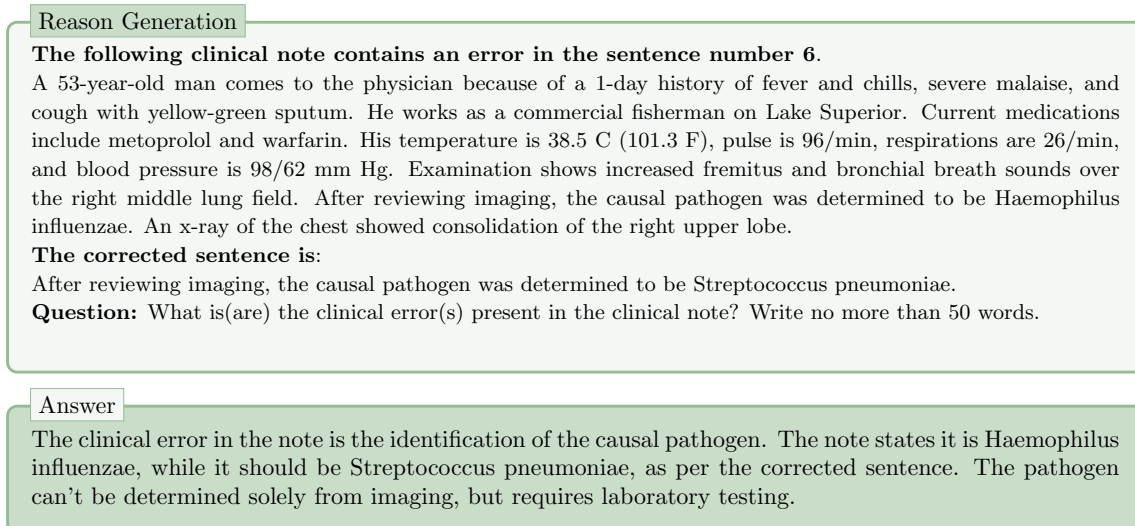 Reason Generation
The following clinical note contains an error in the sentence number 6.
A 53-year-old man comes to the physician because of a 1-day history of fever and chills, severe malaise, and
cough with yellow-green sputum. He works as a commercial fisherman on Lake Superior. Current medications
include metoprolol and warfarin. His temperature is 38.5 C (101.3 F), pulse is 96/min, respirations are 26/min,
and blood pressure is 98/62 mm Hg. Examination shows increased fremitus and bronchial breath sounds over
the right middle lung field. After reviewing imaging, the causal pathogen was determined to be Haemophilus
influenzae. An x-ray of the chest showed consolidation of the right upper lobe.
The corrected sentence is:
After reviewing imaging, the causal pathogen was determined to be Streptococcus pneumoniae.
Question: What is(are) the clinical error(s) present in the clinical note? Write no more than 50 words.
Answer
The clinical error in the note is the identification of the causal pathogen. The note states it is Haemophilus
influenzae, while it should be Streptococcus pneumoniae, as per the corrected sentence. The pathogen
can't be determined solely from imaging, but requires laboratory testing.